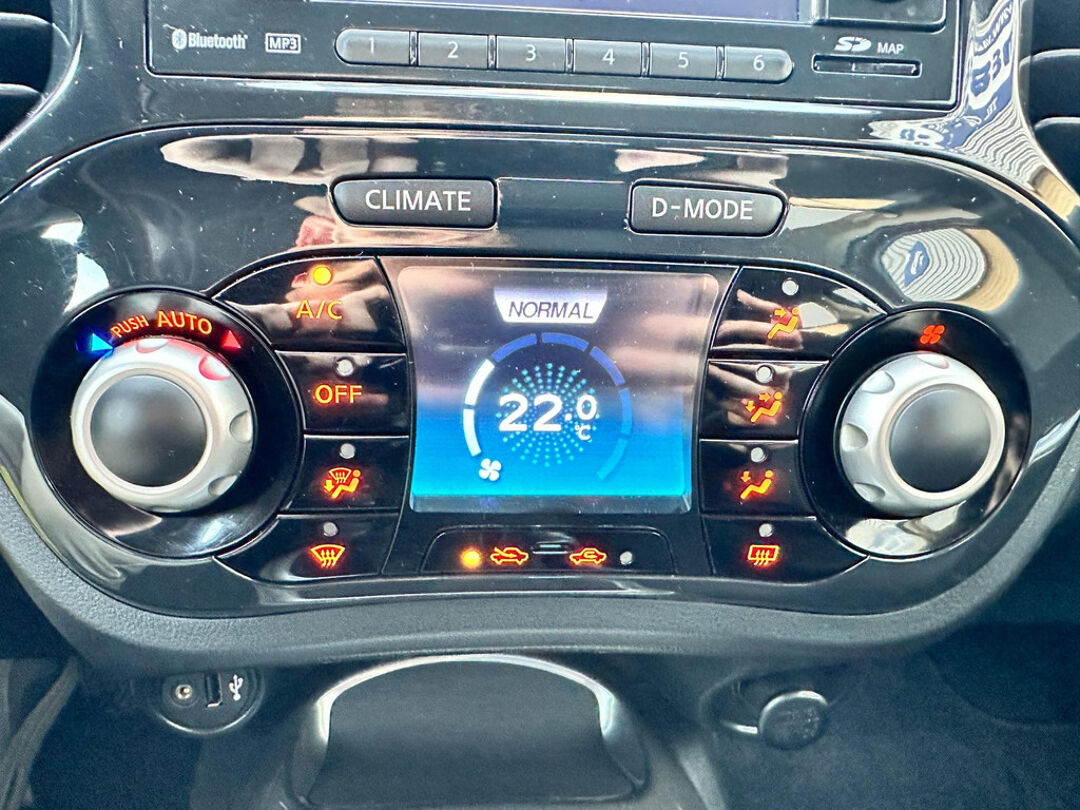 Bluetooth® MP3 1 2 3 4 5 6 SD MAP
CLIMATE D-MODE
PUSH AUTO
A/C
OFF
NORMAL
22.0
°C